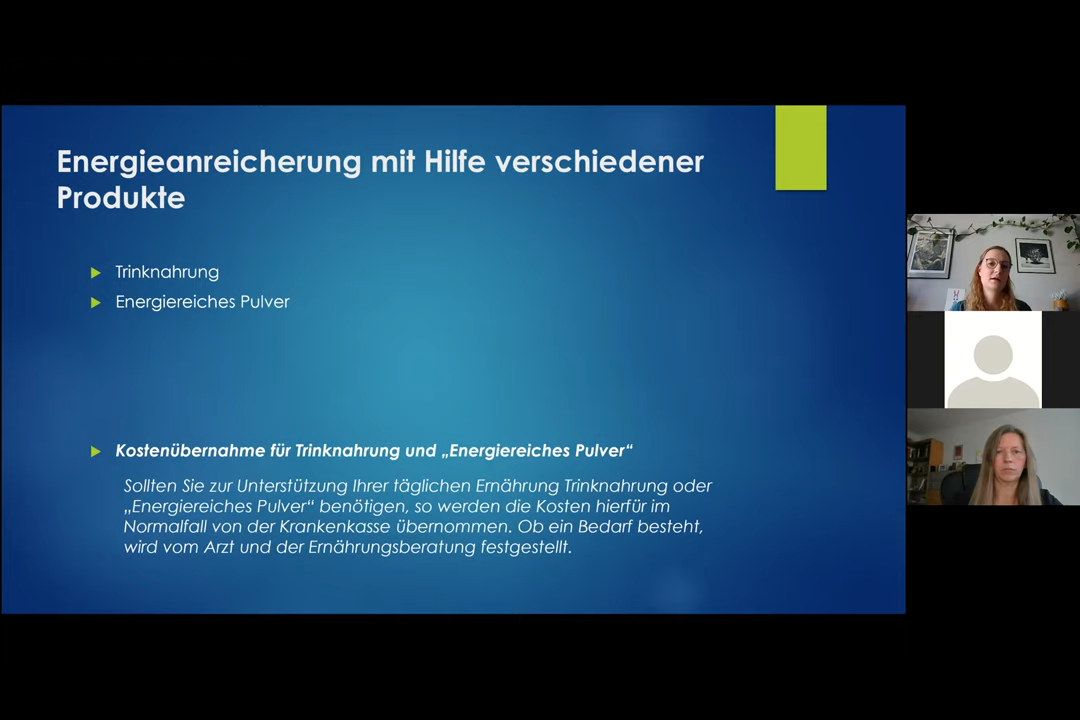 Energieanreicherung mit Hilfe verschiedener
Produkte
Trinknahrung
Energiereiches Pulver
Kostenübernahme für Trinknahrung und „Energiereiches Pulver“
Sollten Sie zur Unterstützung Ihrer täglichen Ernährung Trinknahrung oder
„Energiereiches Pulver“ benötigen, so werden die Kosten hierfür im
Normalfall von der Krankenkasse übernommen. Ob ein Bedarf besteht,
wird vom Arzt und der Ernährungsberatung festgestellt.